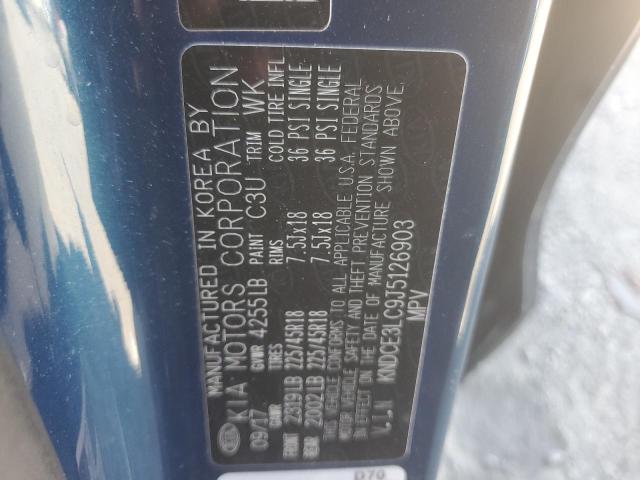 MANUFACTURED IN KOREA BY
KIA MOTORS CORPORATION
09/17 GVWR 4255LB PAINT C3U TRIM WK
GAWR TIRES RIMS COLD TIRE INFL
FRONT 2339LB 225/45R18 7.5Jx18 36 PSI SINGLE
REAR 2002LB 225/45R18 7.5Jx18 36 PSI SINGLE
THIS VEHICLE CONFORMS TO ALL APPLICABLE U.S.A. FEDERAL
MOTOR VEHICLE SAFETY AND THEFT PREVENTION STANDARDS
IN EFFECT ON THE DATE OF MANUFACTURE SHOWN ABOVE.
V.I.N KNDCE3LC9J5126903
MPV
D70